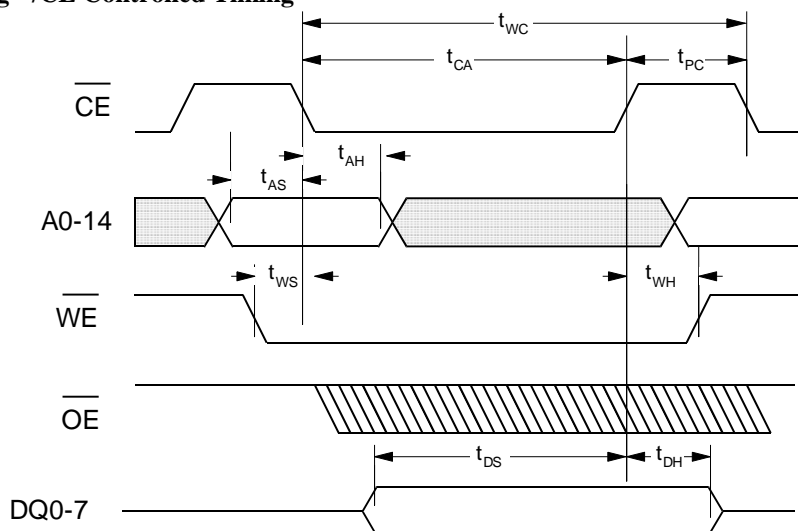 /CE Controlled Timing
tWC
tCA
tPC
CE
tAH
tAS
A0-14
tWS
tWH
WE
OE
tDS
tDH
DQ0-7